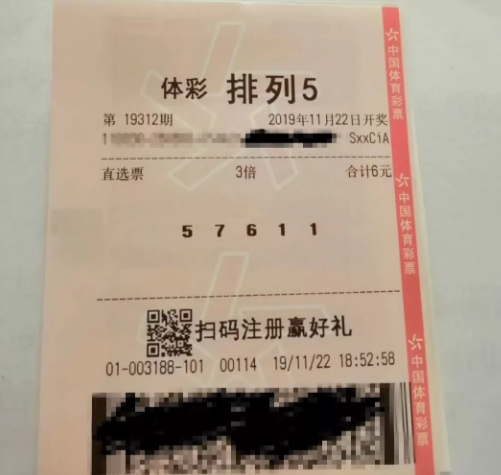 体彩 排列5
第 19312期 2019年11月22日开奖
SxxCiA
直选票 3倍 合计6元
5 7 6 1 1
扫码注册赢好礼
01-003188-101 00114 19/11/22 18:52:58
中国体育彩票
中国体育彩票
中国体育彩票